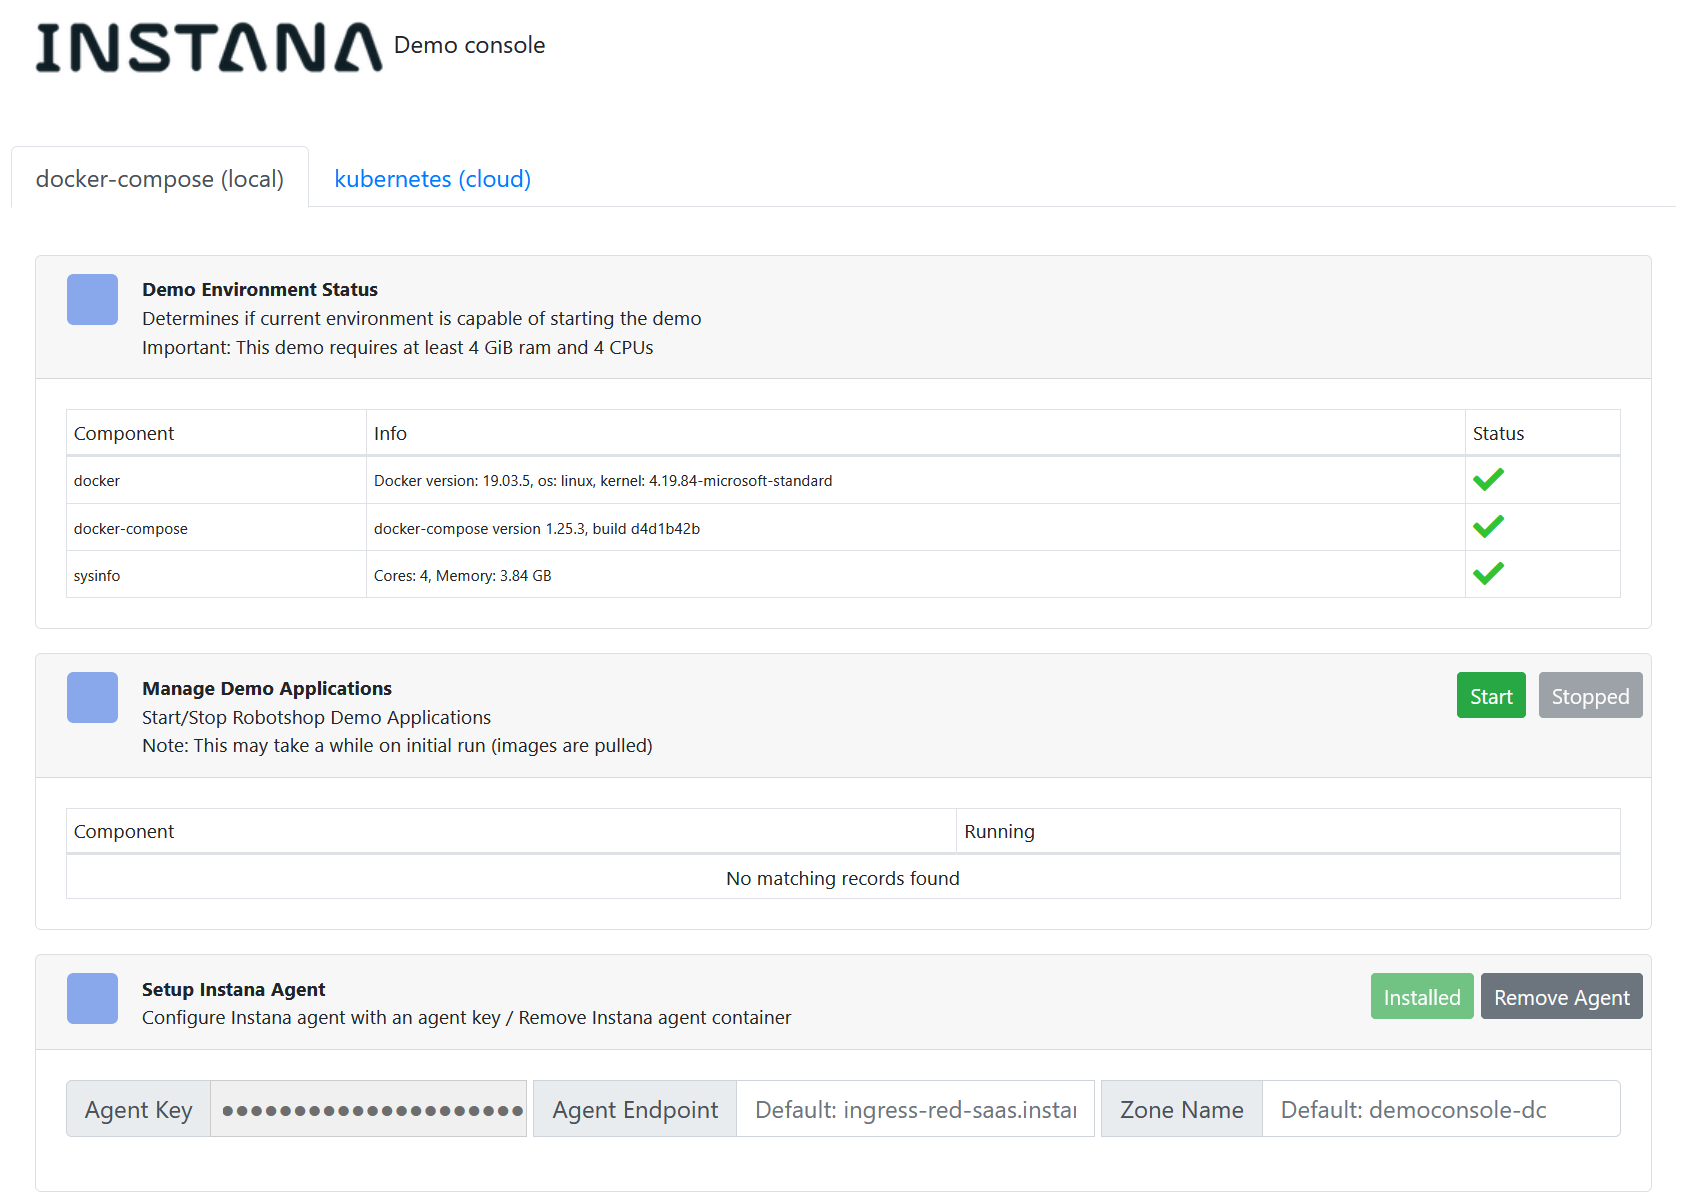 INSTANA Demo console
docker-compose (local) kubernetes (cloud)
Demo Environment Status
Determines if current environment is capable of starting the demo
Important: This demo requires at least 4 GiB ram and 4 CPUs
Component Info Status
docker Docker version: 19.03.5, os: linux, kernel: 4.19.84-microsoft-standard
docker-compose docker-compose version 1.25.3, build d4d1b42b
sysinfo Cores: 4, Memory: 3.84 GB
Manage Demo Applications Start Stopped
Start/Stop Robotshop Demo Applications
Note: This may take a while on initial run (images are pulled)
Component Running
No matching records found
Setup Instana Agent Installed Remove Agent
Configure Instana agent with an agent key / Remove Instana agent container
Agent Key ●●●●●●●●●●●●●●●●●●●●● Agent Endpoint Default: ingress-red-saas.instan Zone Name Default: democonsole-dc